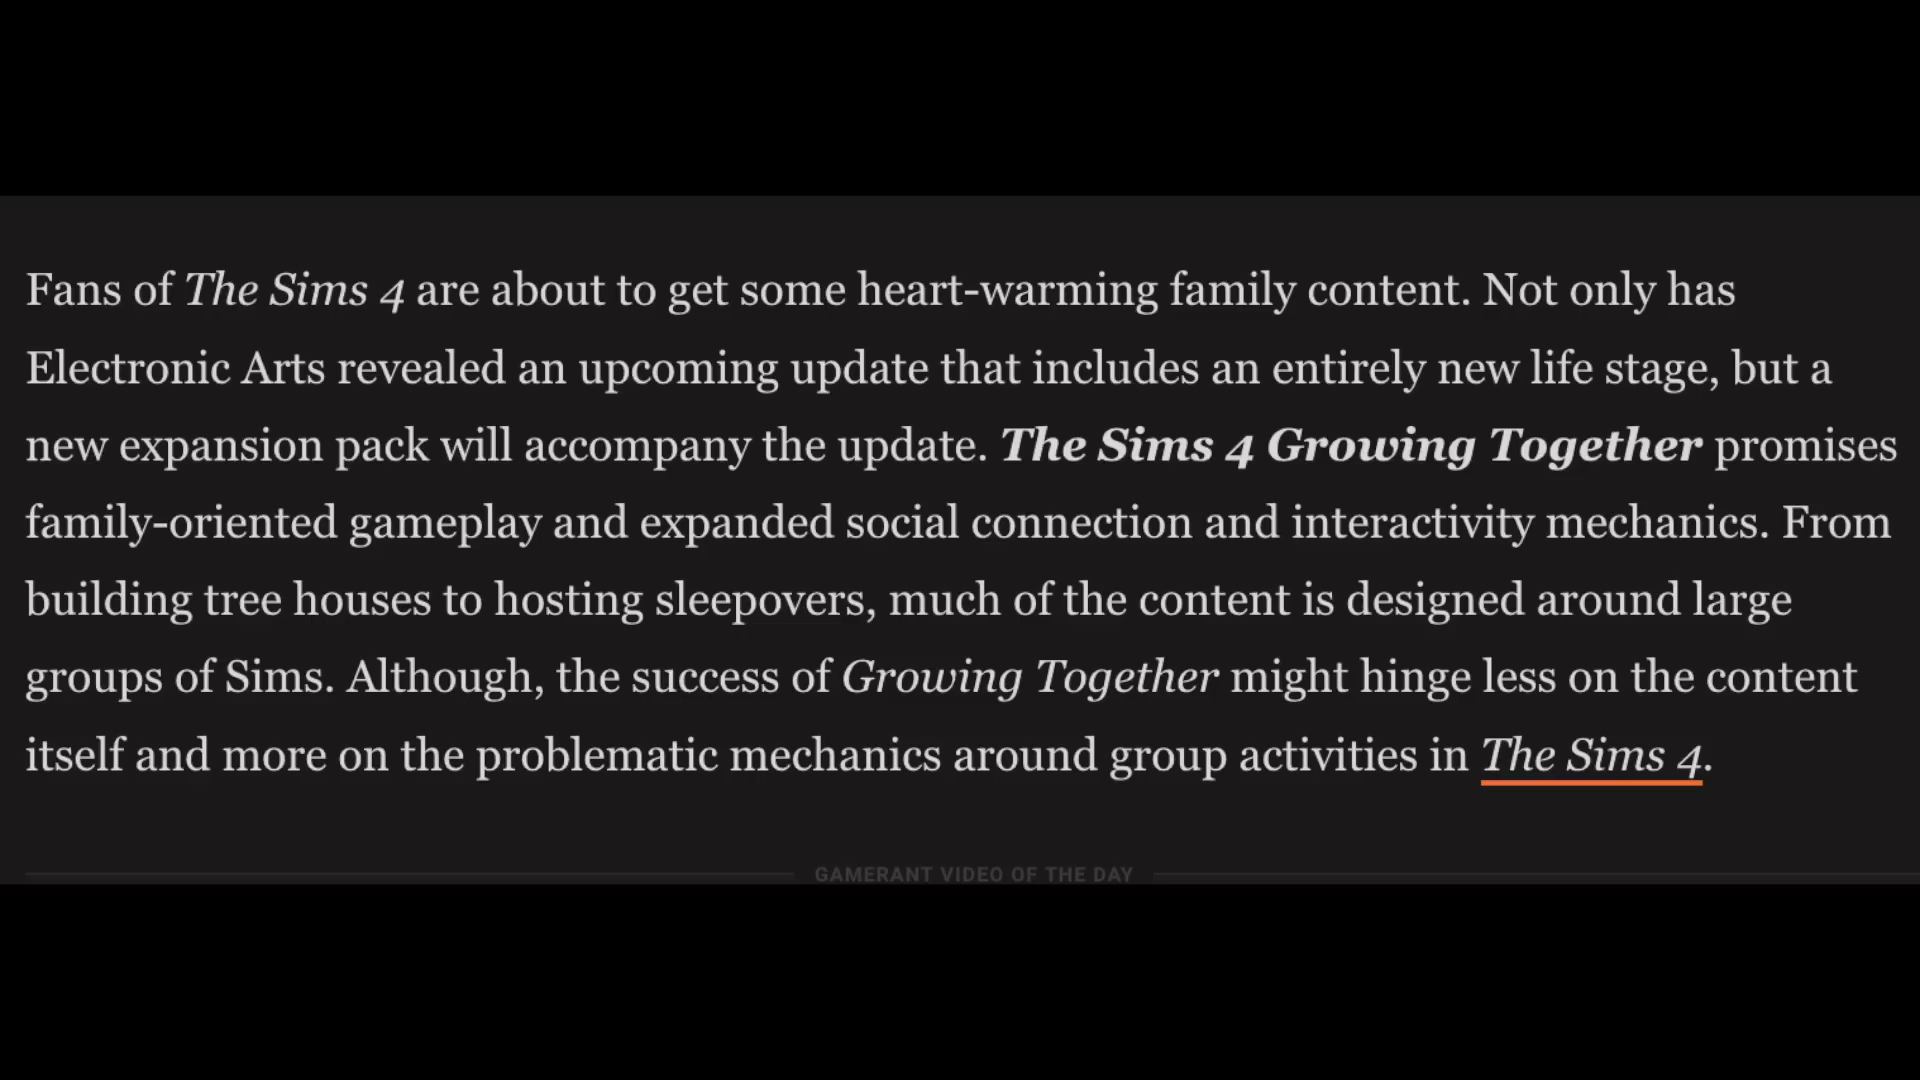 Fans of The Sims 4 are about to get some heart-warming family content. Not only has
Electronic Arts revealed an upcoming update that includes an entirely new life stage, but a
new expansion pack will accompany the update. The Sims 4 Growing Together promises
family-oriented gameplay and expanded social connection and interactivity mechanics. From
building tree houses to hosting sleepovers, much of the content is designed around large
groups of Sims. Although, the success of Growing Together might hinge less on the content
itself and more on the problematic mechanics around group activities in The Sims 4.
GAMERANT VIDEO OF THE DAY